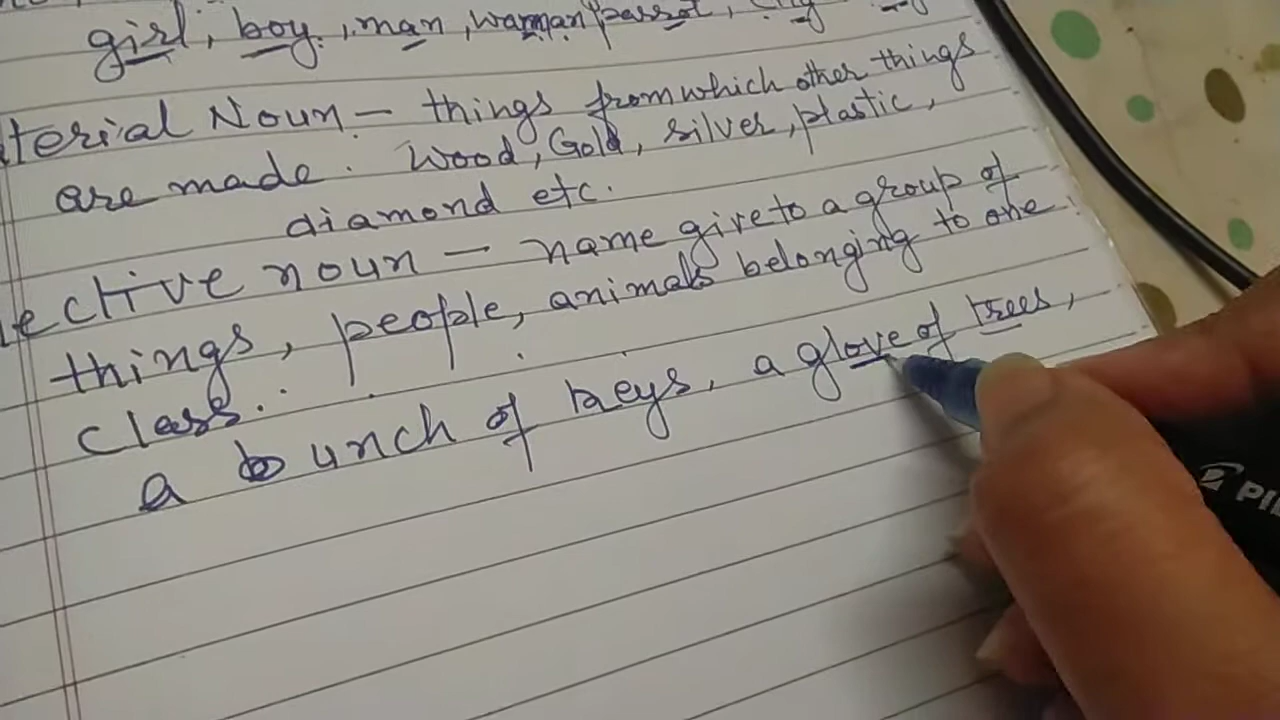 girl, boy, man, waman parrot,
terial Noun - things from which other things
are made. Wood, Gold, silver, plastic,
diamond etc.
ective noun - name give to a group of
things, people, animals belonging to one
class.
a bunch of keys, a glove of trees,
PI